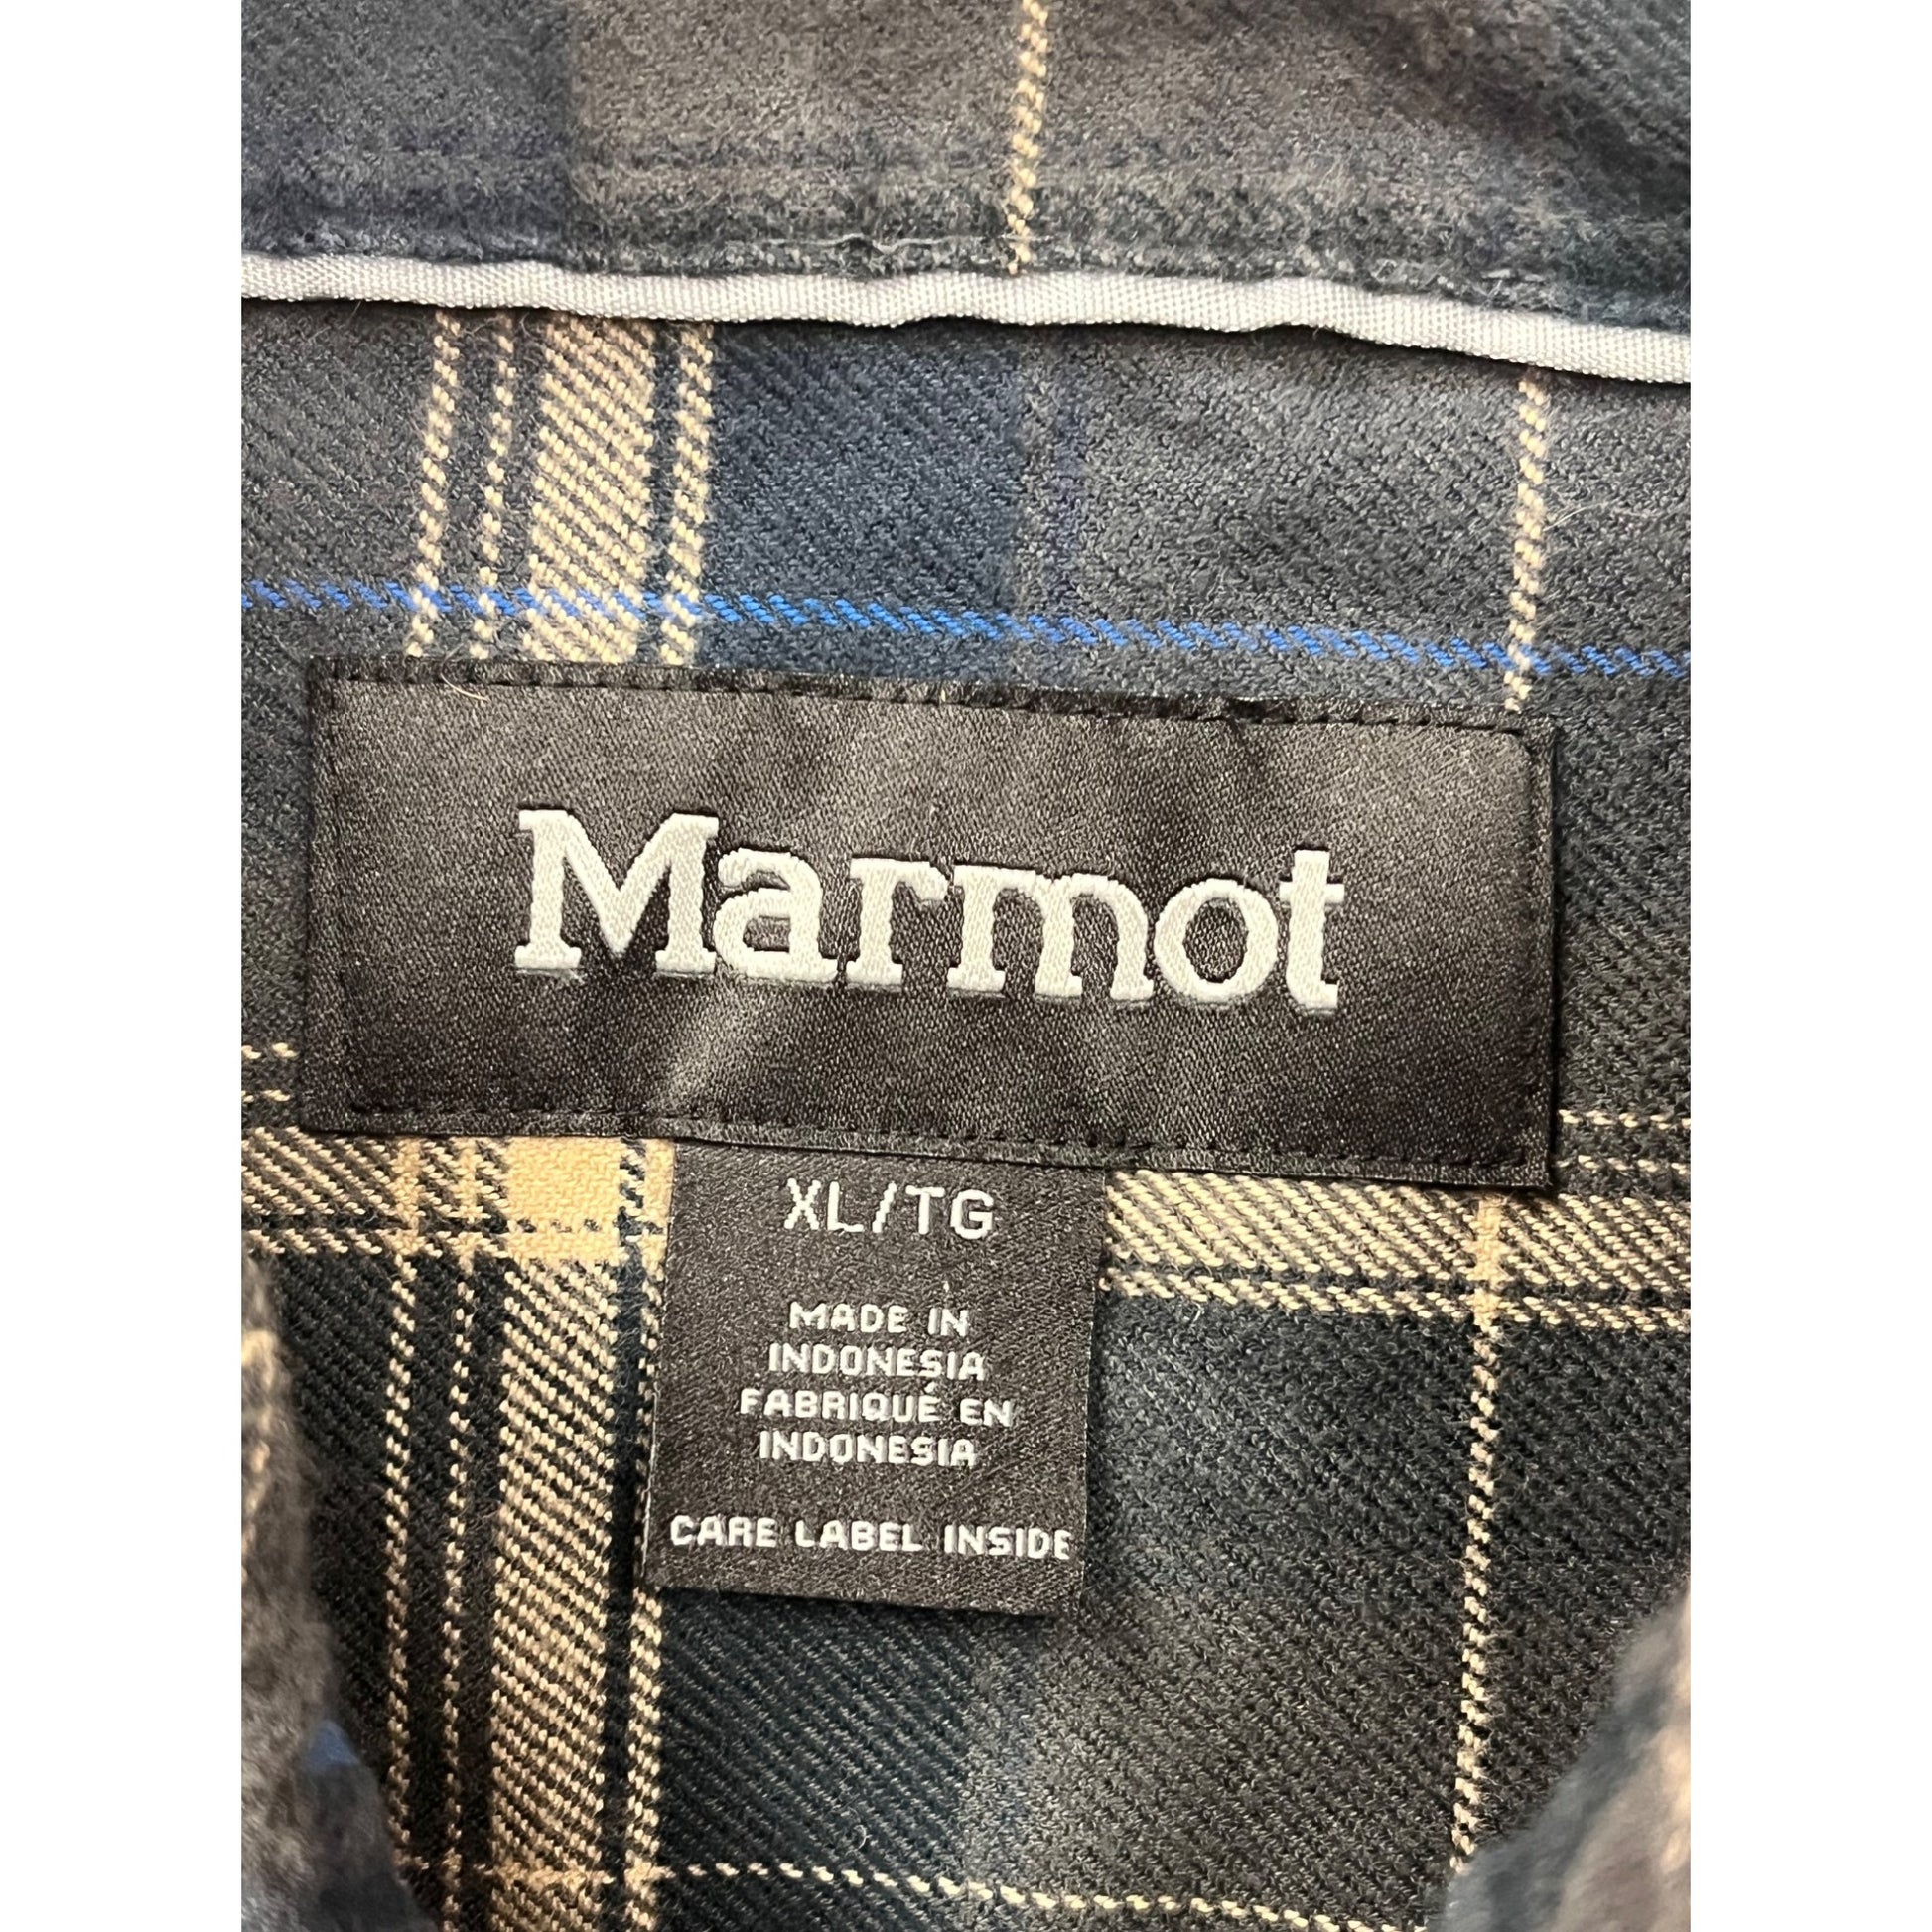 Marmot
XL/TG
MADE IN
INDONESIA
FABRIQUÉ EN
INDONESIA
CARE LABEL INSIDE